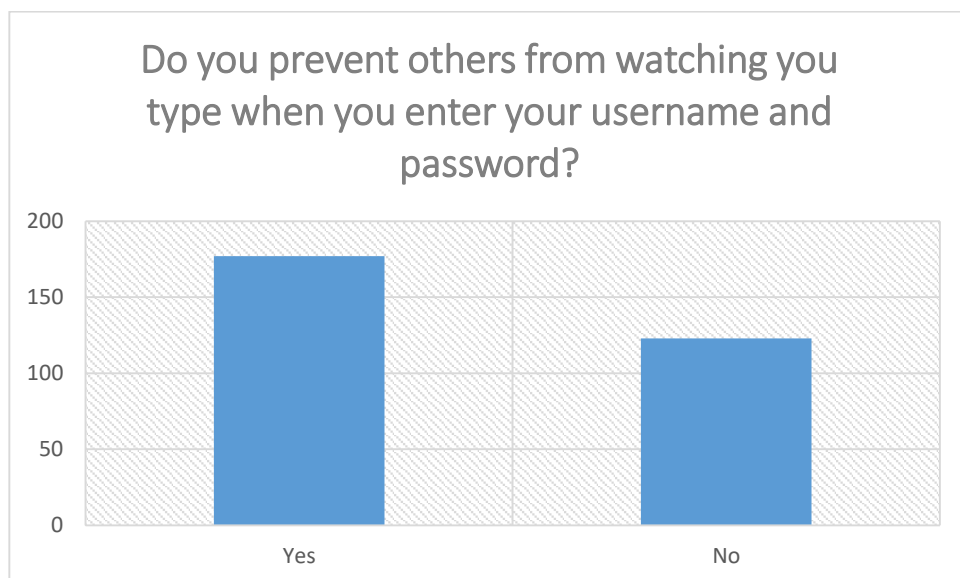 Do you prevent others from watching you
type when you enter your username and
password?
200
150
100
50
0
Yes
No